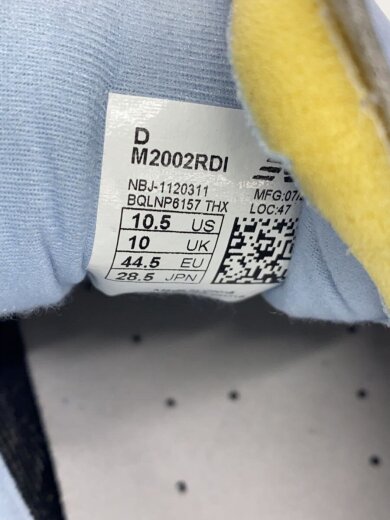 D
M2002RDI
NBJ-1120311
BQLNP6157 THX
MFG:07/
LOC:47
10.5 US
10 UK
44.5 EU
28.5 JPN